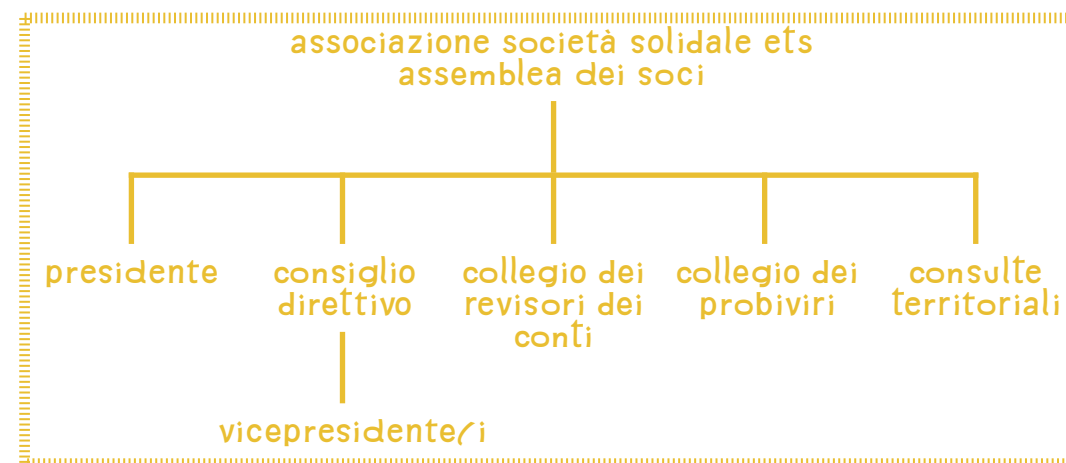 associazione società solidale ets
assemblea dei soci
presidente
consiglio
direttivo
collegio dei
revisori dei
conti
collegio dei
probiviri
consulte
territoriali
vicepresidente/i